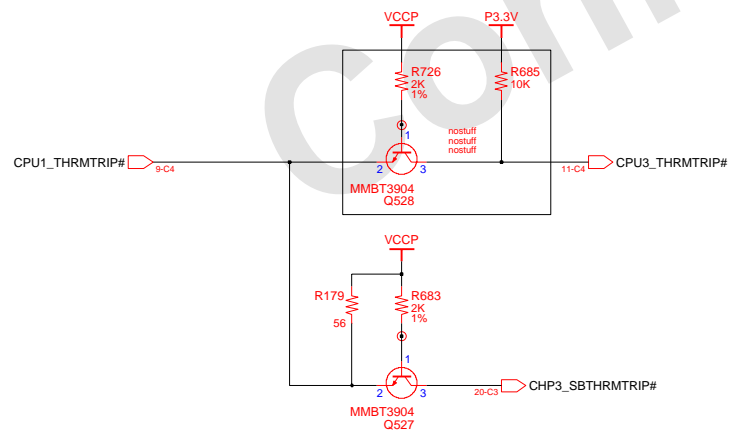 VCCP
P3.3V
R726
2K
1%
R685
10K
1
nostuff
nostuff
nostuff
CPU1_THRMTRIP#
9-C4
2
3
11-C4
CPU3_THRMTRIP#
MMBT3904
Q528
VCCP
R179
56
R683
2K
1%
1
2
3
20-C3
CHP3_SBTHRMTRIP#
MMBT3904
Q527